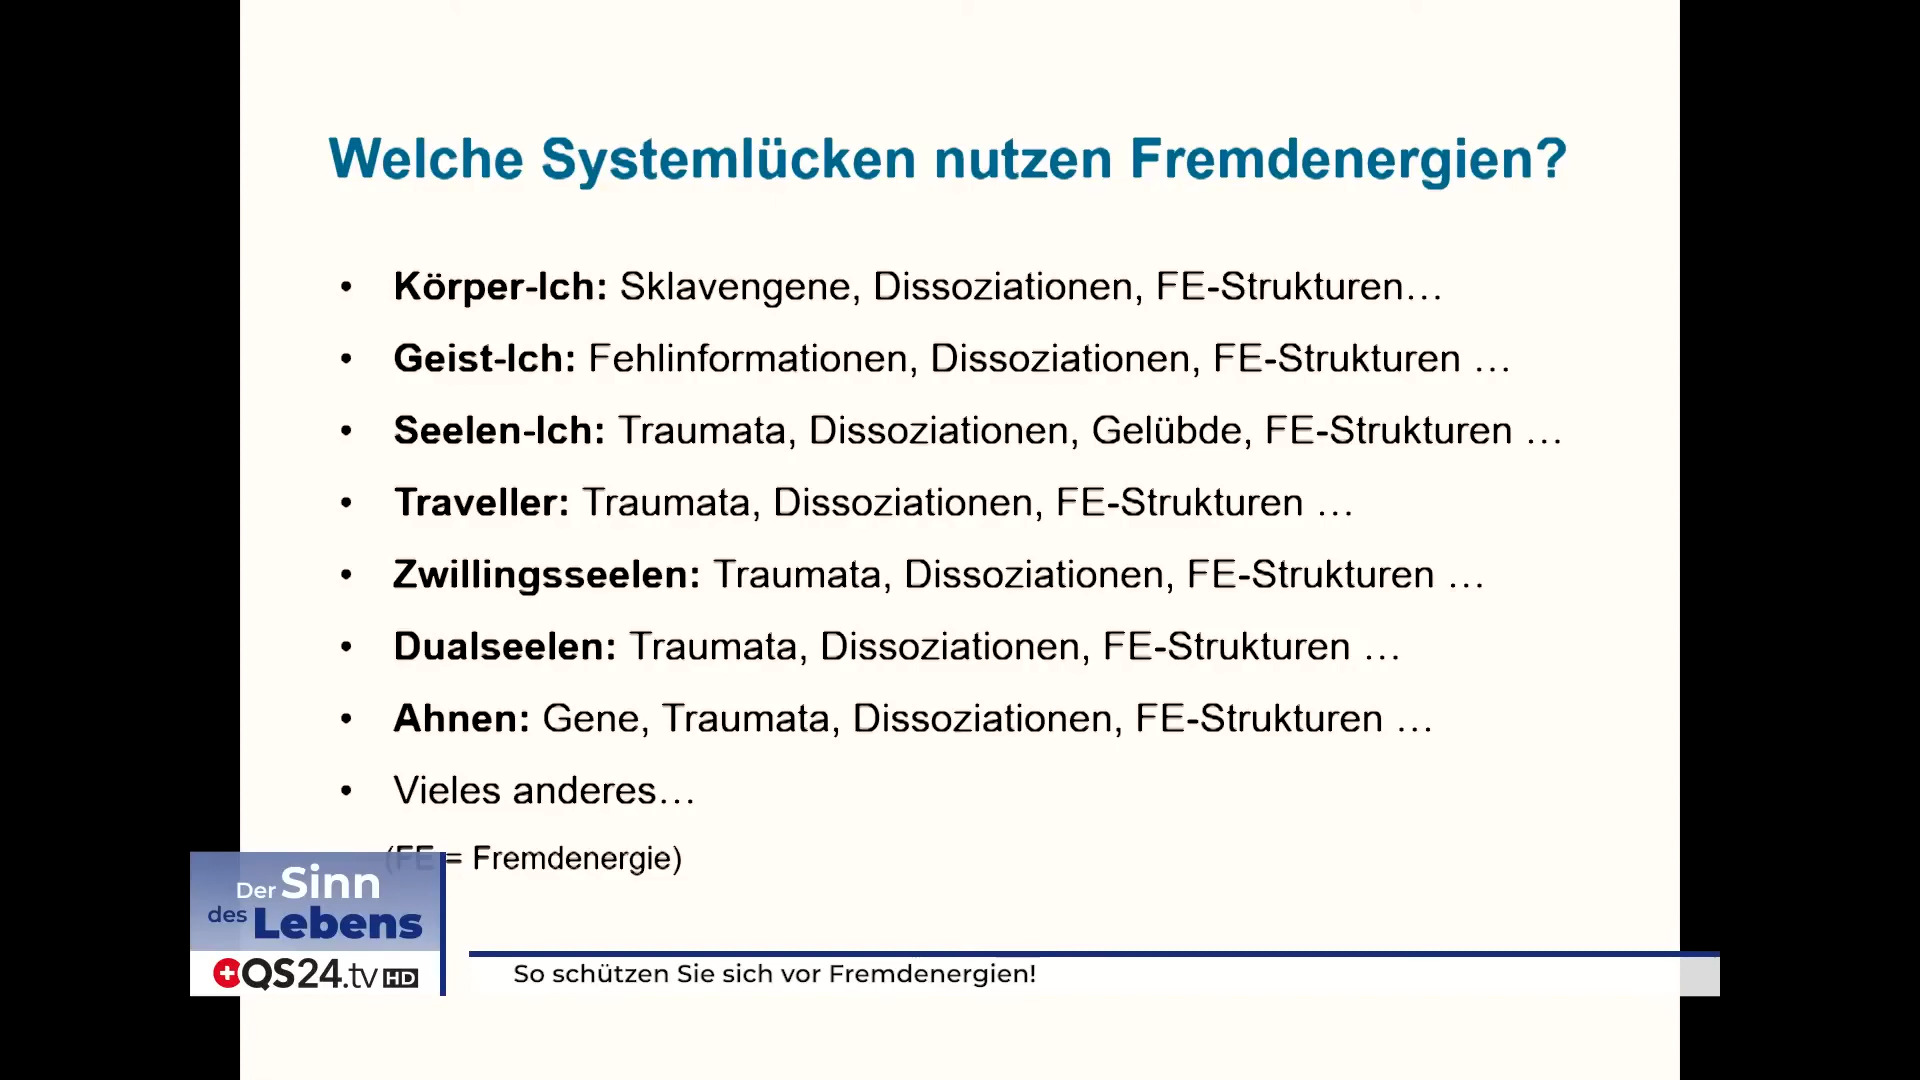 Welche Systemlücken nutzen Fremdenergien?
• Körper-Ich: Sklavengene, Dissoziationen, FE-Strukturen…
• Geist-Ich: Fehlinformationen, Dissoziationen, FE-Strukturen …
• Seelen-Ich: Traumata, Dissoziationen, Gelübde, FE-Strukturen …
• Traveller: Traumata, Dissoziationen, FE-Strukturen …
• Zwillingsseelen: Traumata, Dissoziationen, FE-Strukturen …
• Dualseelen: Traumata, Dissoziationen, FE-Strukturen …
• Ahnen: Gene, Traumata, Dissoziationen, FE-Strukturen …
• Vieles anderes…
(FE = Fremdenergie)
Der Sinn
des Lebens
QS24.tv HD
So schützen Sie sich vor Fremdenergien!